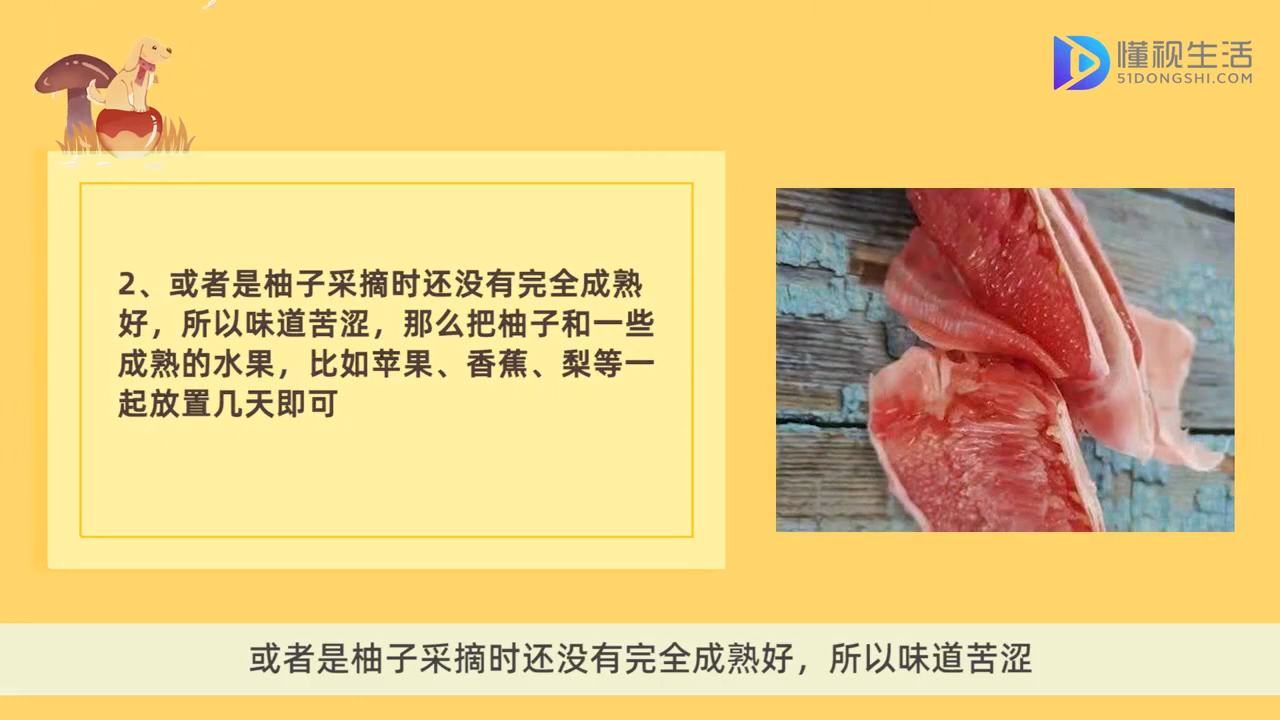 懂视生活
51DONGSHI.COM
2、或者是柚子采摘时还没有完全成熟
好，所以味道苦涩，那么把柚子和一些
成熟的水果，比如苹果、香蕉、梨等一
起放置几天即可
或者是柚子采摘时还没有完全成熟好，所以味道苦涩